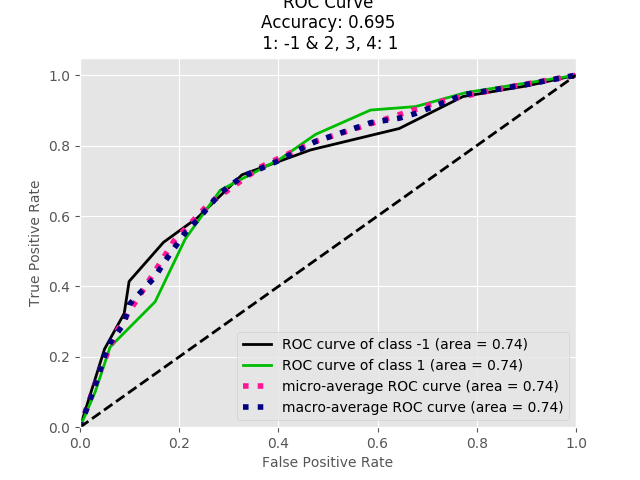 ROC Curve
Accuracy: 0.695
1: -1 & 2, 3, 4: 1
1.0
0.8
0.6
0.4
0.2
0.0
True Positive Rate
ROC curve of class -1 (area = 0.74)
ROC curve of class 1 (area = 0.74)
micro-average ROC curve (area = 0.74)
macro-average ROC curve (area = 0.74)
0.0 0.2 0.4 0.6 0.8 1.0
False Positive Rate